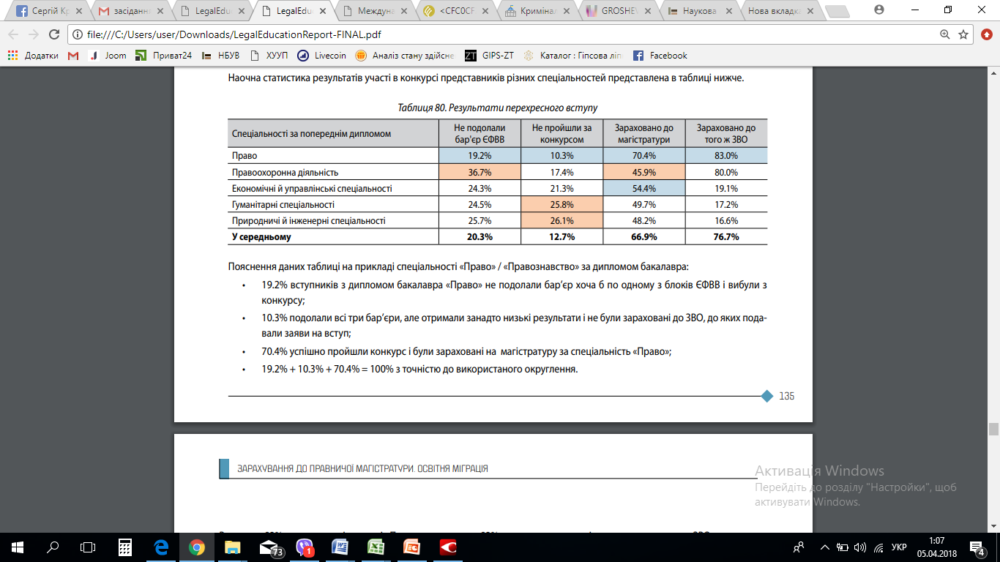 Сергій Кр
засідання
LegalEdu
LegalEdu
Междуна
<CFC0CF
Кримінал
GROSHEV
Наукова
Нова вкладка
file:///C:/Users/user/Downloads/LegalEducationReport-FINAL.pdf
Додатки
Joom
Приват24
НБУВ
ХУУП
Livecoin
Аналіз стану здійсне
ZT GIPS-ZT
Каталог : Гіпсова ліп
Facebook
Наочна статистика результатів участі в конкурсі представників різних спеціальностей представлена в таблиці нижче.
Таблиця 80. Результати перехресного вступу
Спеціальності за попереднім дипломом | Не подолали бар'єр ЄФВВ | Не пройшли за конкурсом | Зараховано до магістратури | Зараховано до того ж ЗВО
Право 19.2% 10.3% 70.4% 83.0%
Правоохоронна діяльність 36.7% 17.4% 45.9% 80.0%
Економічні й управлінські спеціальності 24.3% 21.3% 54.4% 19.1%
Гуманітарні спеціальності 24.5% 25.8% 49.7% 17.2%
Природничі й інженерні спеціальності 25.7% 26.1% 48.2% 16.6%
У середньому 20.3% 12.7% 66.9% 76.7%
Пояснення даних таблиці на прикладі спеціальності «Право» / «Правознавство» за дипломом бакалавра:
• 19.2% вступників з дипломом бакалавра «Право» не подолали бар’єр хоча б по одному з блоків ЄФВВ і вибули з
конкурсу;
• 10.3% подолали всі три бар’єри, але отримали занадто низькі результати і не були зараховані до ЗВО, до яких пода-
вали заяви на вступ;
• 70.4% успішно пройшли конкурс і були зараховані на магістратуру за спеціальність «Право»;
• 19.2% + 10.3% + 70.4% = 100% з точністю до використаного округлення.
135
ЗАРАХУВАННЯ ДО ПРАВНИЧОЇ МАГІСТРАТУРИ. ОСВІТНЯ МІГРАЦІЯ
Активація Windows
Перейдіть до розділу "Настройки", щоб
активувати Windows.
73
1
УКР
1:07
05.04.2018
4